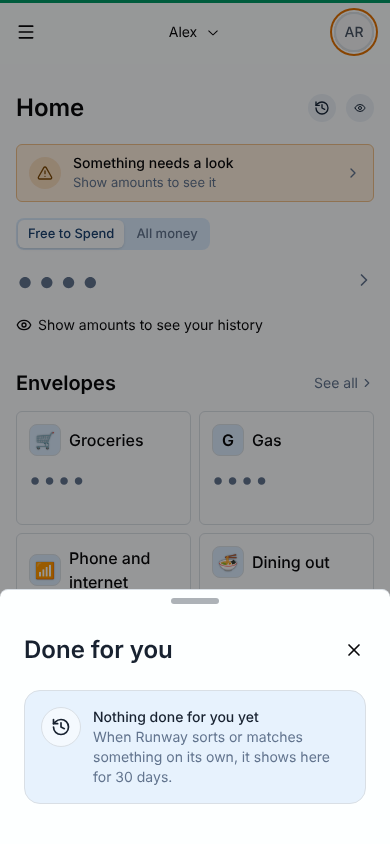 Alex
AR
Home
Something needs a look
Show amounts to see it
Free to Spend
All money
Show amounts to see your history
Envelopes
See all
Groceries
G
Gas
Phone and
internet
Dining out
Done for you
Nothing done for you yet
When Runway sorts or matches
something on its own, it shows here
for 30 days.